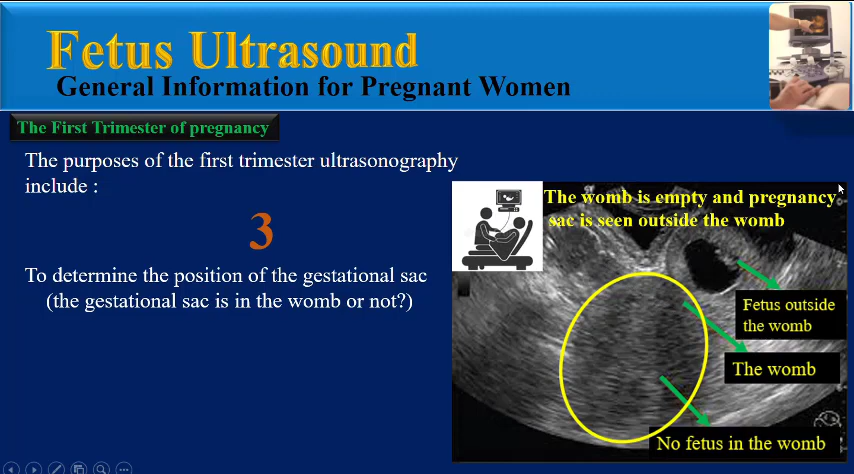 Fetus Ultrasound
General Information for Pregnant Women
The First Trimester of pregnancy
The purposes of the first trimester ultrasonography
include :
3
To determine the position of the gestational sac
(the gestational sac is in the womb or not?)
The womb is empty and pregnancy
sac is seen outside the womb
Fetus outside
the womb
The womb
No fetus in the womb